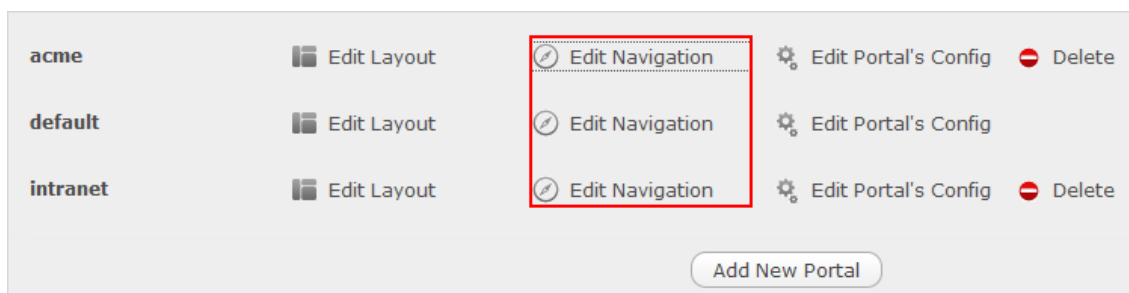 acme Edit Layout Edit Navigation Edit Portal's Config Delete
default Edit Layout Edit Navigation Edit Portal's Config
intranet Edit Layout Edit Navigation Edit Portal's Config Delete
Add New Portal